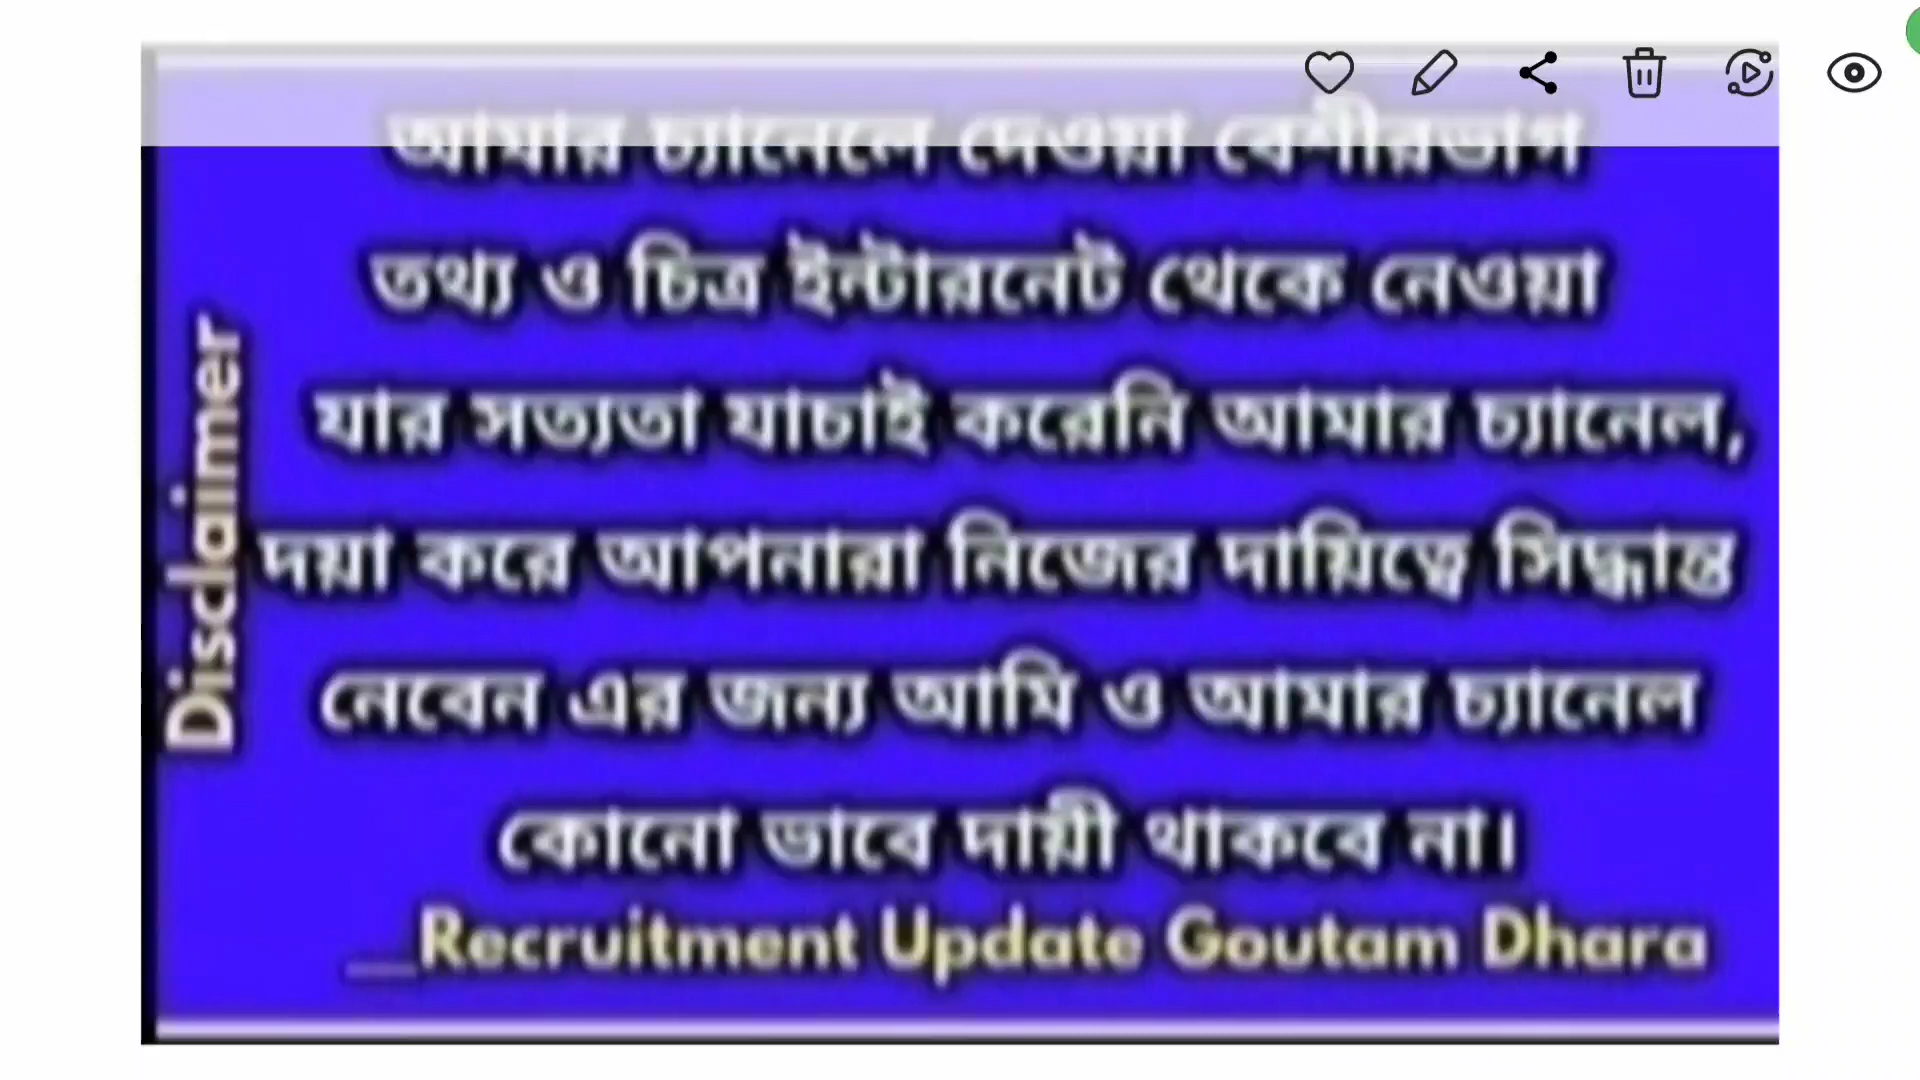 আমার চ্যানেলে দেওয়া বেশীরভাগ
তথ্য ও চিত্র ইন্টারনেট থেকে নেওয়া
যার সত্যতা যাচাই করেনি আমার চ্যানেল,
দয়া করে আপনারা নিজের দায়িত্বে সিদ্ধান্ত
নেবেন এর জন্য আমি ও আমার চ্যানেল
কোনো ভাবে দায়ী থাকবে না।
__Recruitment Update Goutam Dhara
Disclaimer